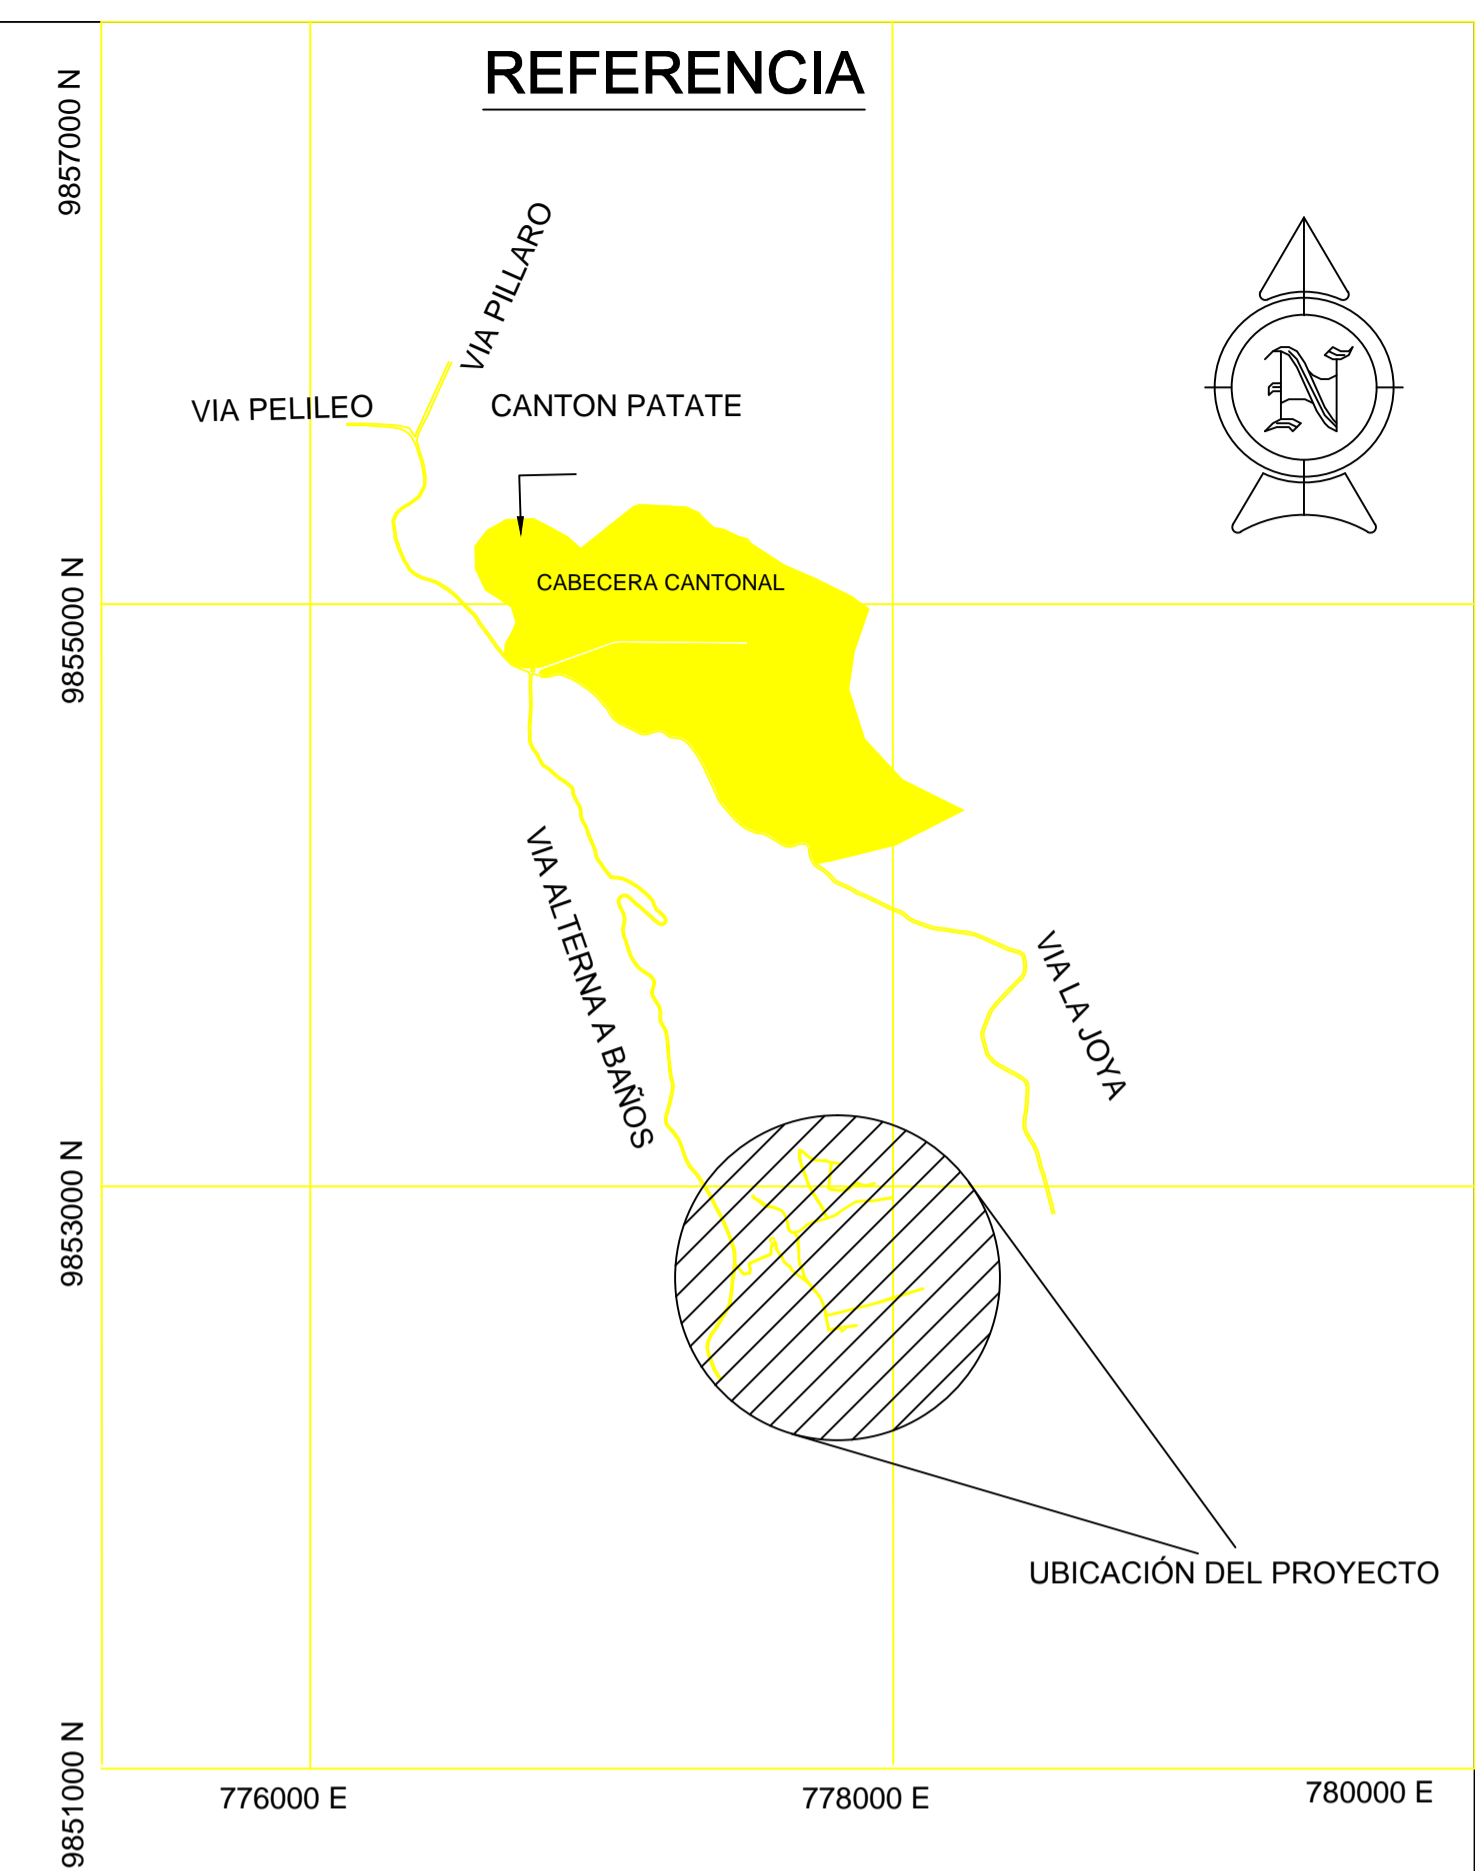 REFERENCIA
9857000 N
VIA PILLARO
VIA PELILEO
CANTON PATATE
N
CABECERA CANTONAL
9855000 N
VIA ALTERNA A BAÑOS
VIA LA JOYA
9853000 N
UBICACIÓN DEL PROYECTO
9851000 N
776000 E
778000 E
780000 E